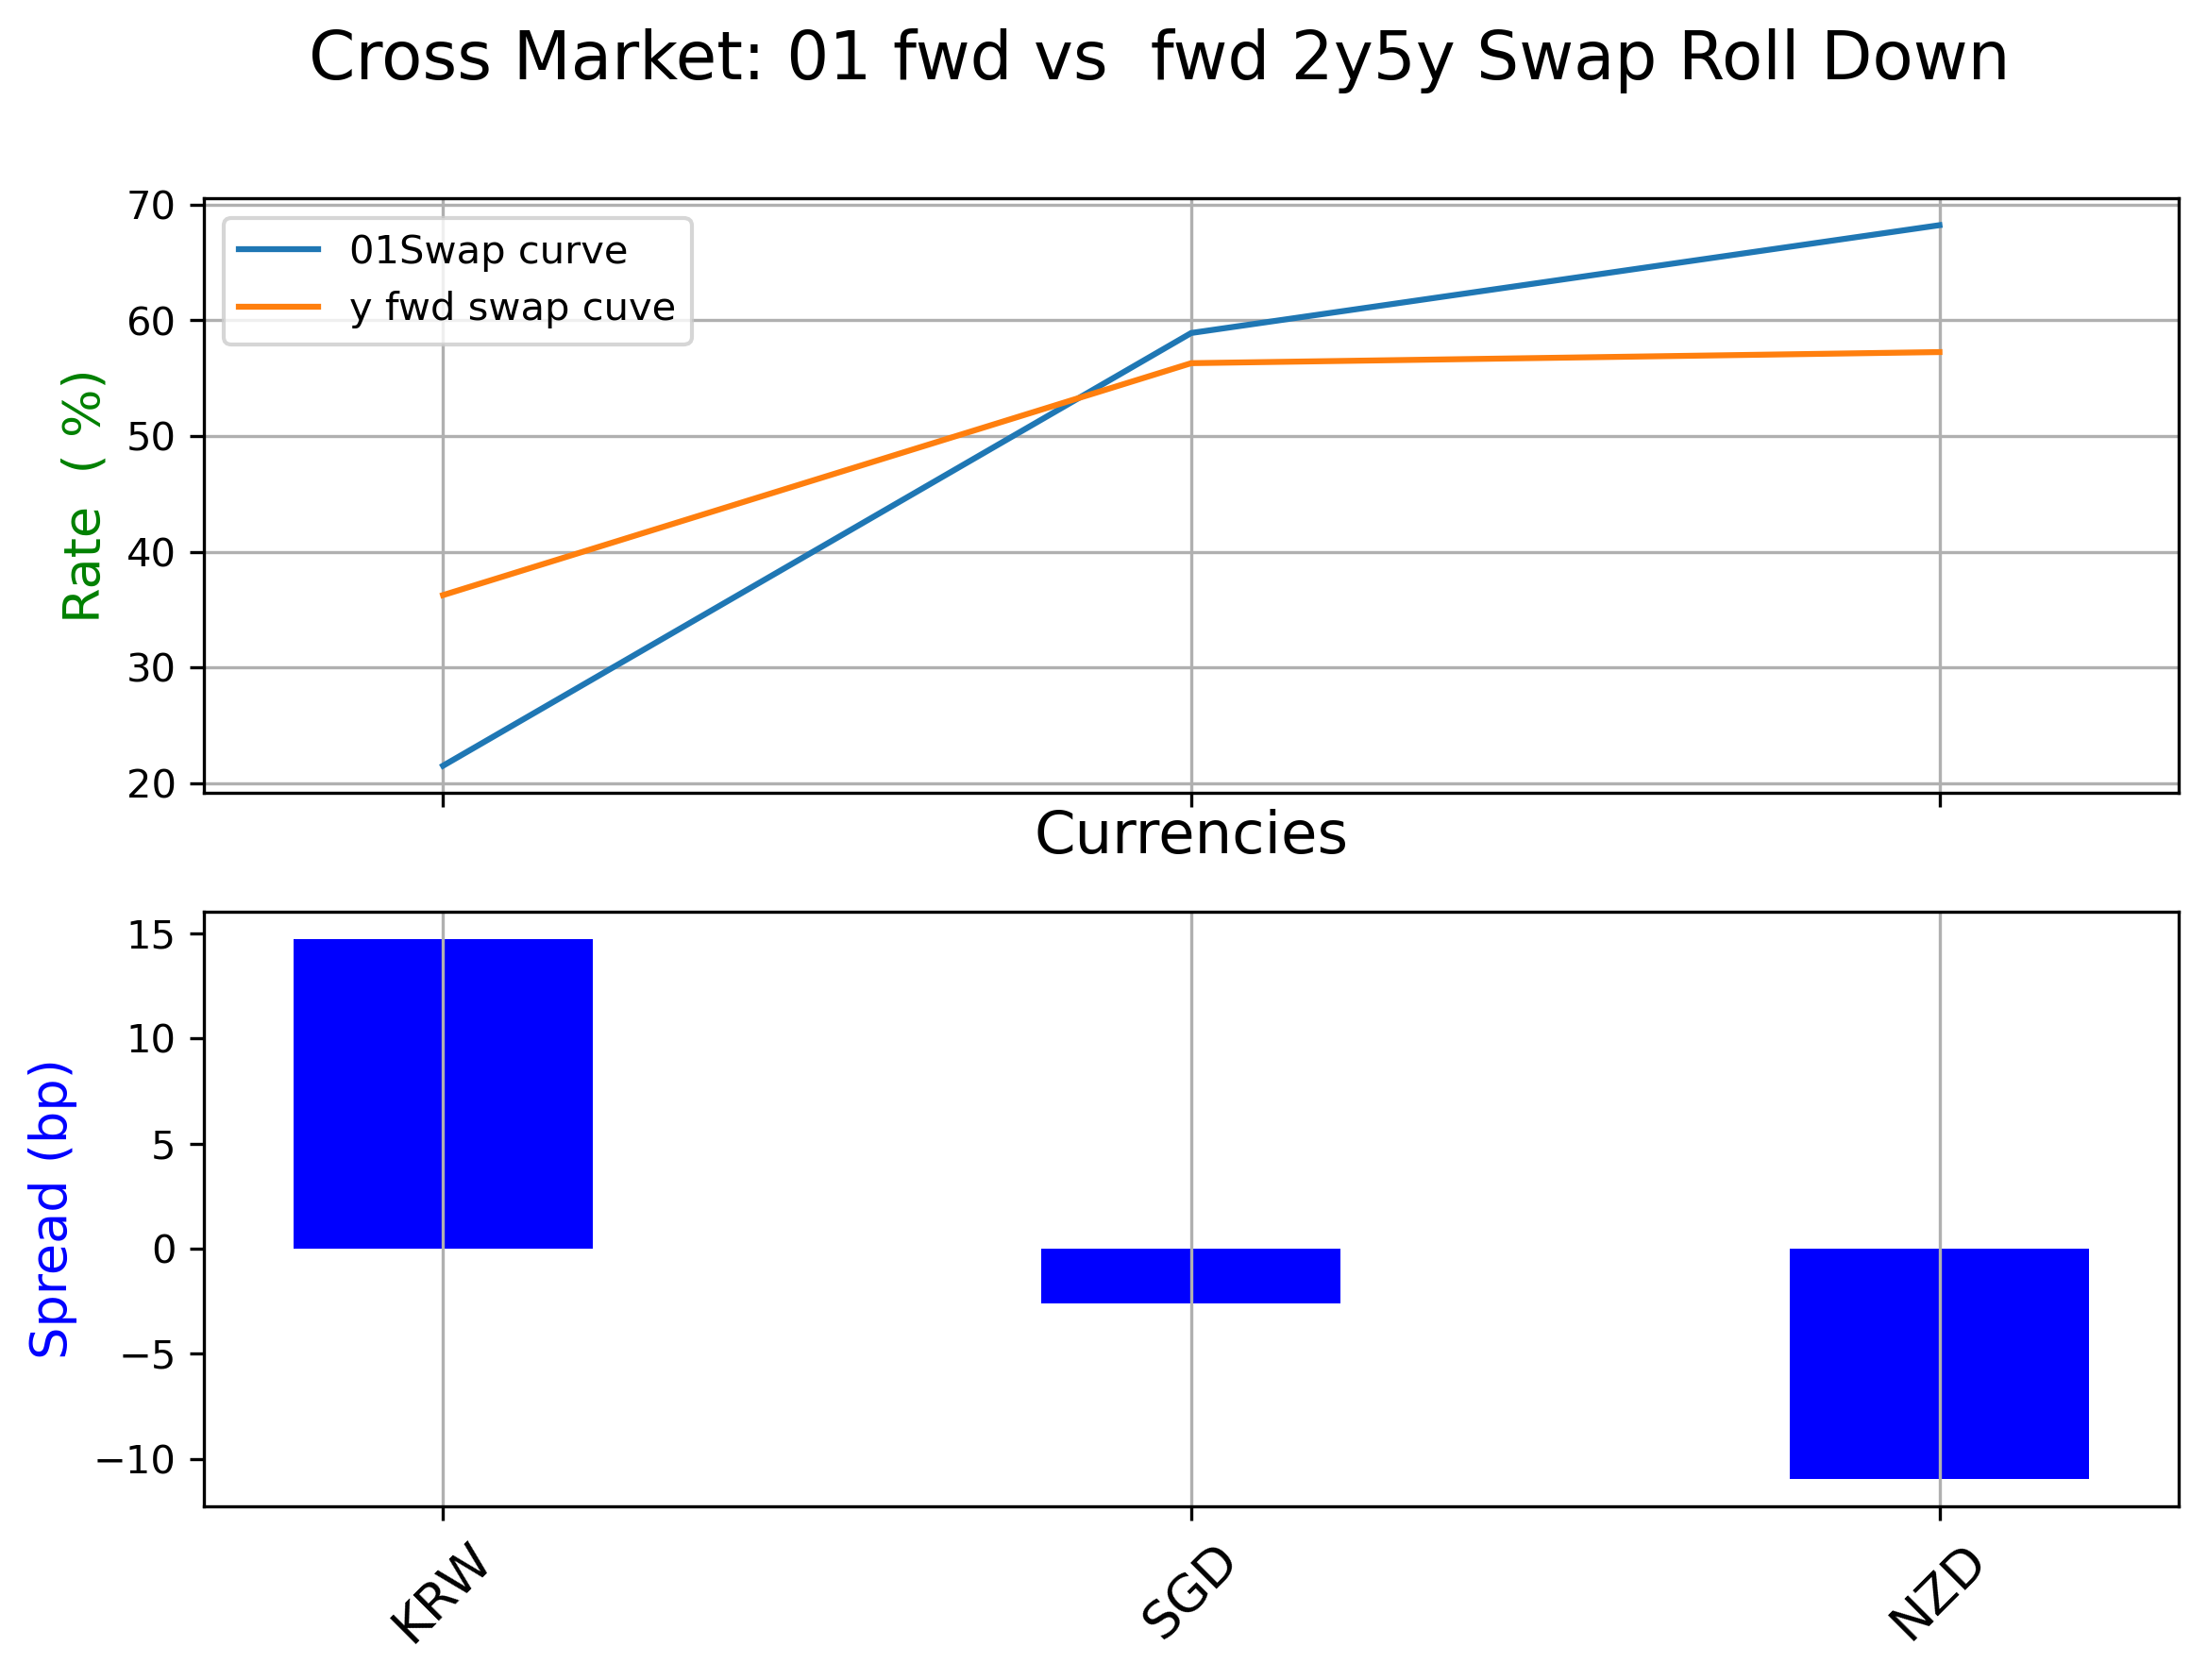 Cross Market: 01 fwd vs  fwd 2y5y Swap Roll Down
70
60
50
40
30
20
Rate  ( %)
01Swap curve
y fwd swap cuve
Currencies
15
10
5
0
−5
−10
Spread (bp)
KRW
SGD
NZD